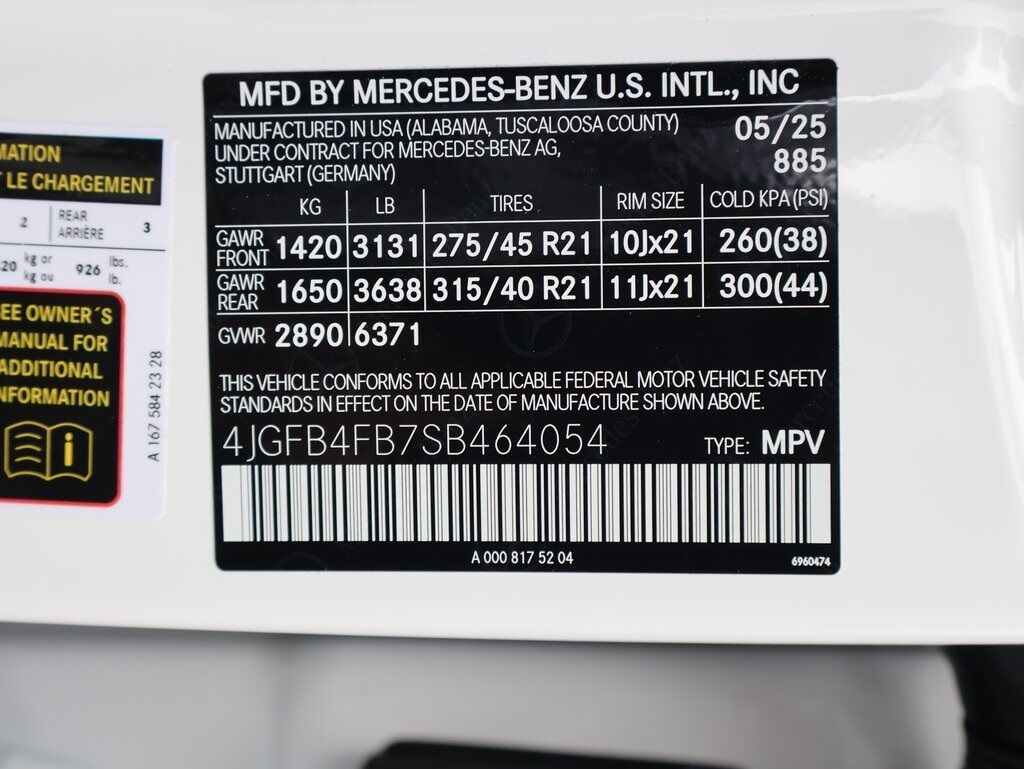 MATION
T LE CHARGEMENT
2 REAR ARRIÈRE 3
20 kg or kg ou 926 lbs. lb.
EE OWNER´S
MANUAL FOR
ADDITIONAL
NFORMATION
i
A 167 584 23 28
MFD BY MERCEDES-BENZ U.S. INTL., INC
MANUFACTURED IN USA (ALABAMA, TUSCALOOSA COUNTY) 05/25
UNDER CONTRACT FOR MERCEDES-BENZ AG, 885
STUTTGART (GERMANY)
KG LB TIRES RIM SIZE COLD KPA (PSI)
GAWR FRONT 1420 3131 275/45 R21 10Jx21 260(38)
GAWR REAR 1650 3638 315/40 R21 11Jx21 300(44)
GVWR 2890 6371
THIS VEHICLE CONFORMS TO ALL APPLICABLE FEDERAL MOTOR VEHICLE SAFETY
STANDARDS IN EFFECT ON THE DATE OF MANUFACTURE SHOWN ABOVE.
4JGFB4FB7SB464054 TYPE: MPV
A 000 817 52 04
6960474